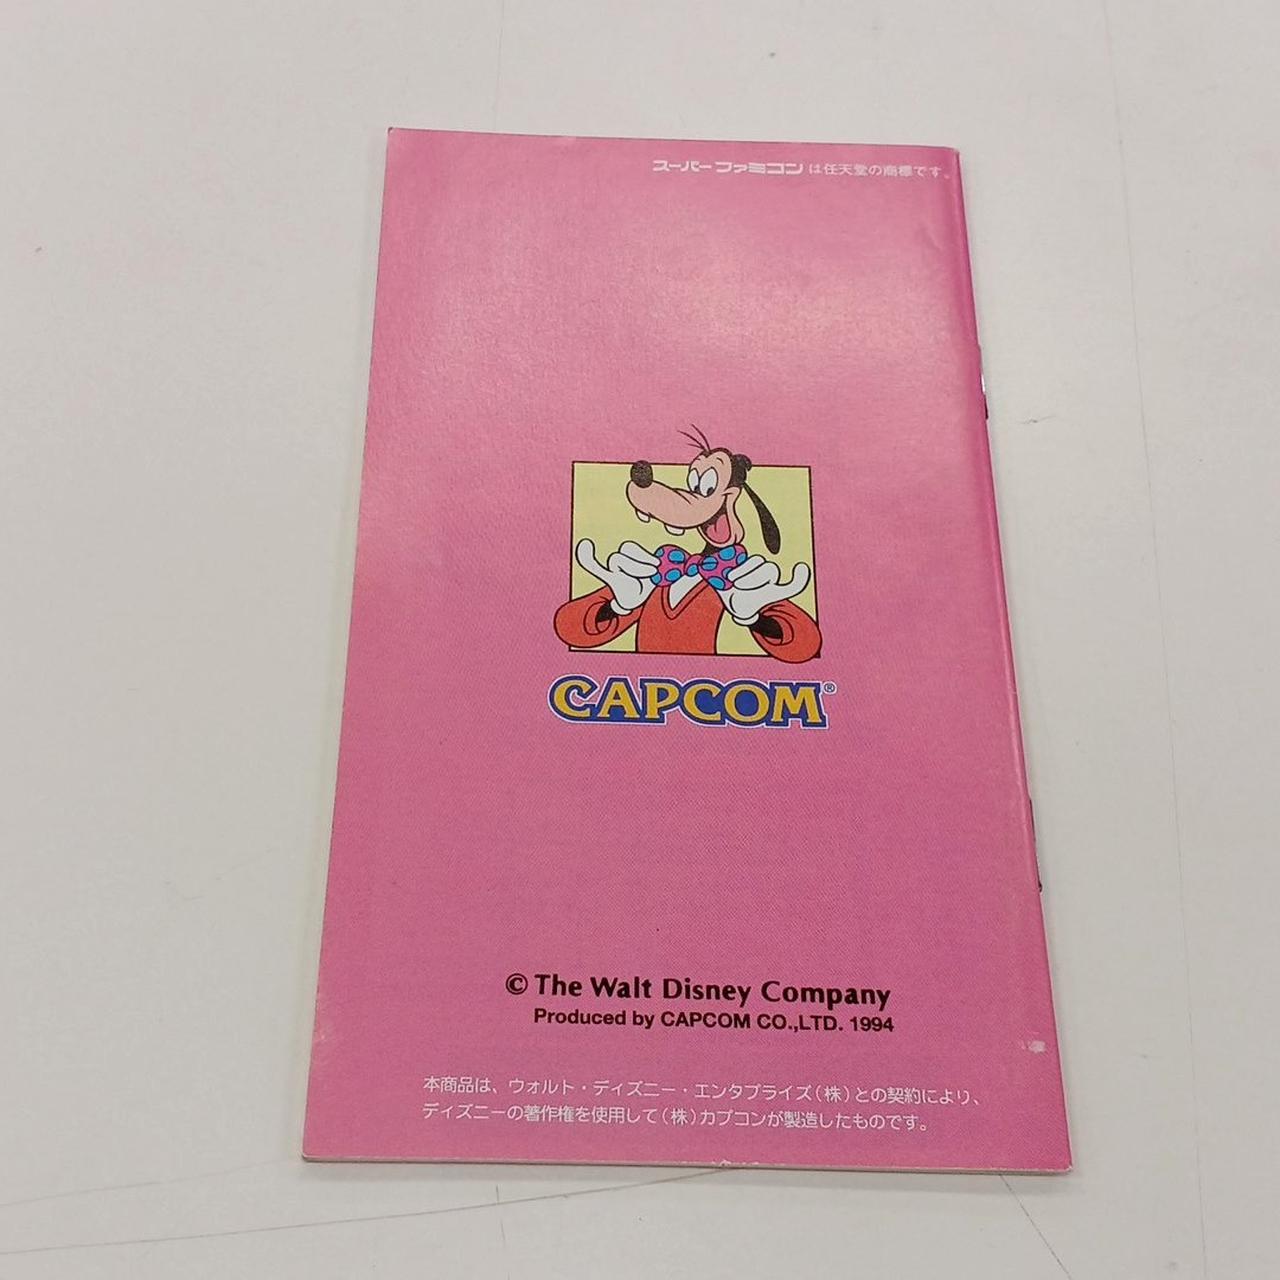 スーパーファミコンは任天堂の商標です。
CAPCOM®
© The Walt Disney Company
Produced by CAPCOM CO.,LTD. 1994
本商品は、ウォルト・ディズニー・エンタプライズ(株)との契約により、
ディズニーの著作権を使用して(株)カプコンが製造したものです。